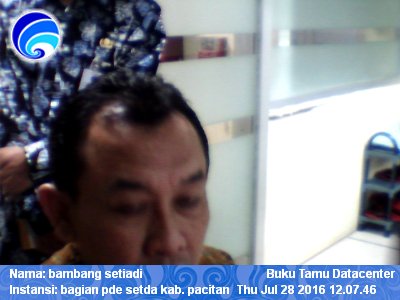 Nama: bambang setiadi Buku Tamu Datacenter
Instansi: bagian pde setda kab. pacitan Thu Jul 28 2016 12.07.46